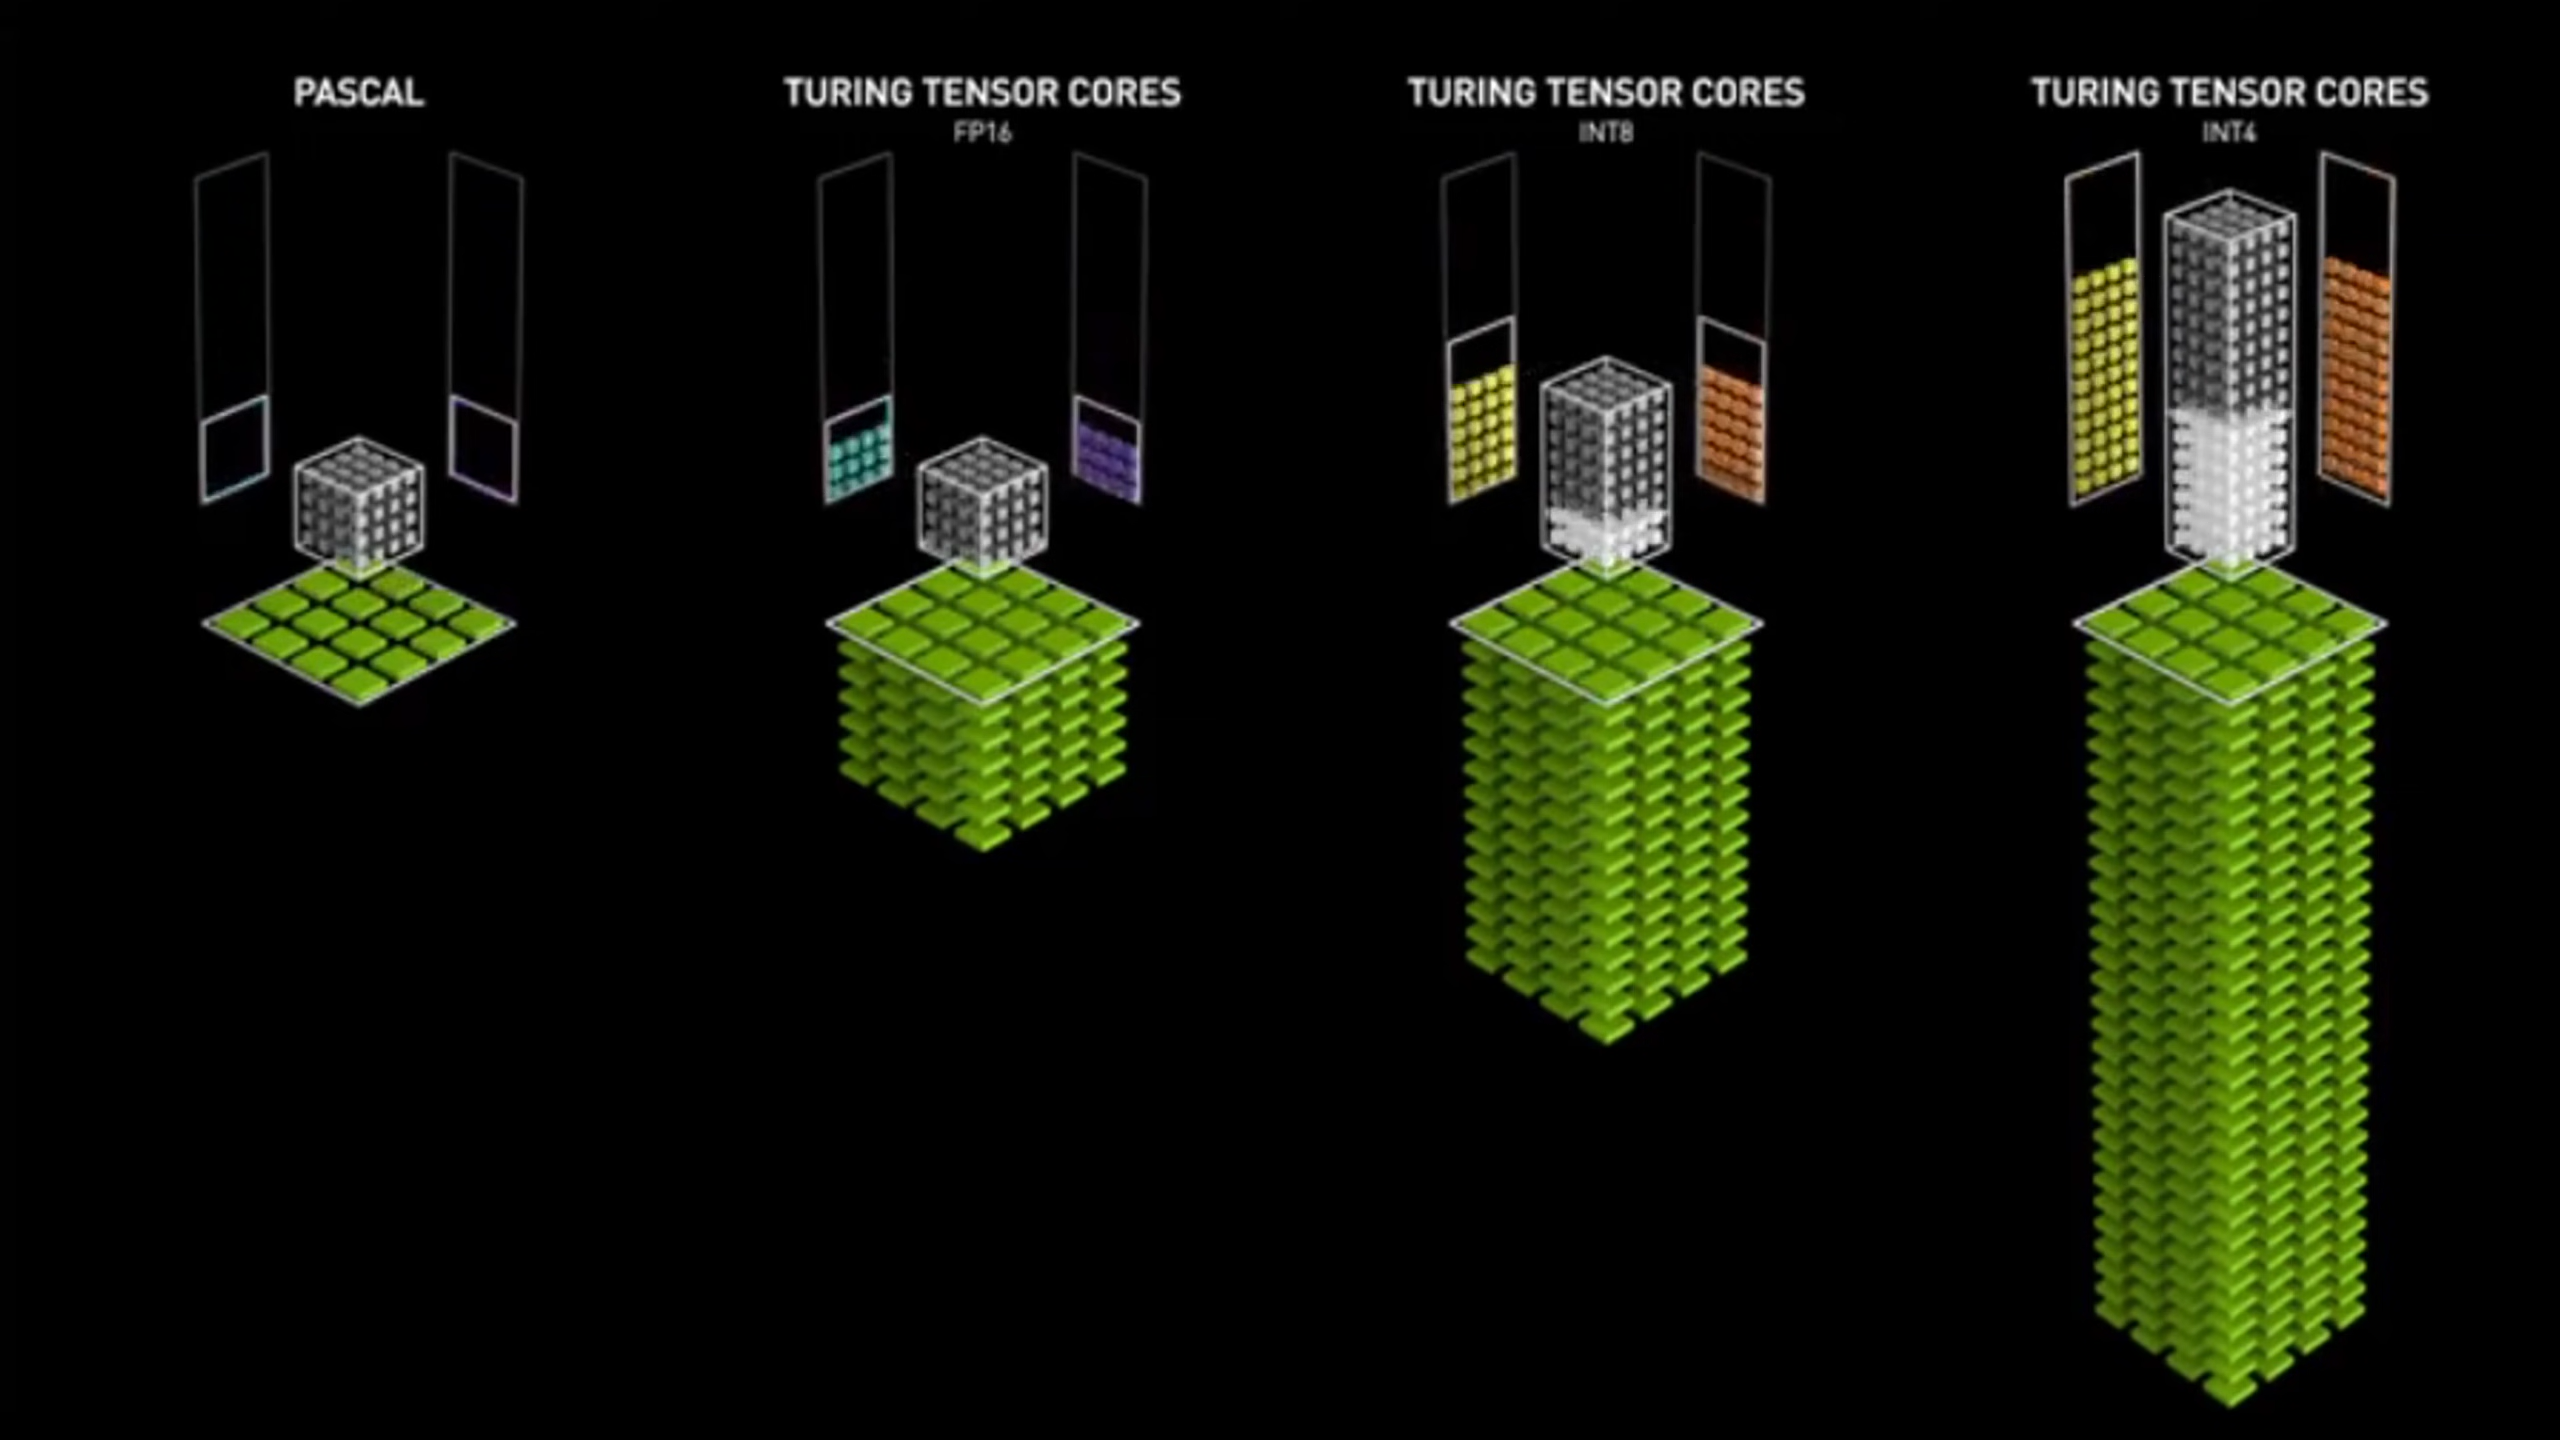 PASCAL
TURING TENSOR CORES
FP16
TURING TENSOR CORES
INT8
TURING TENSOR CORES
INT4